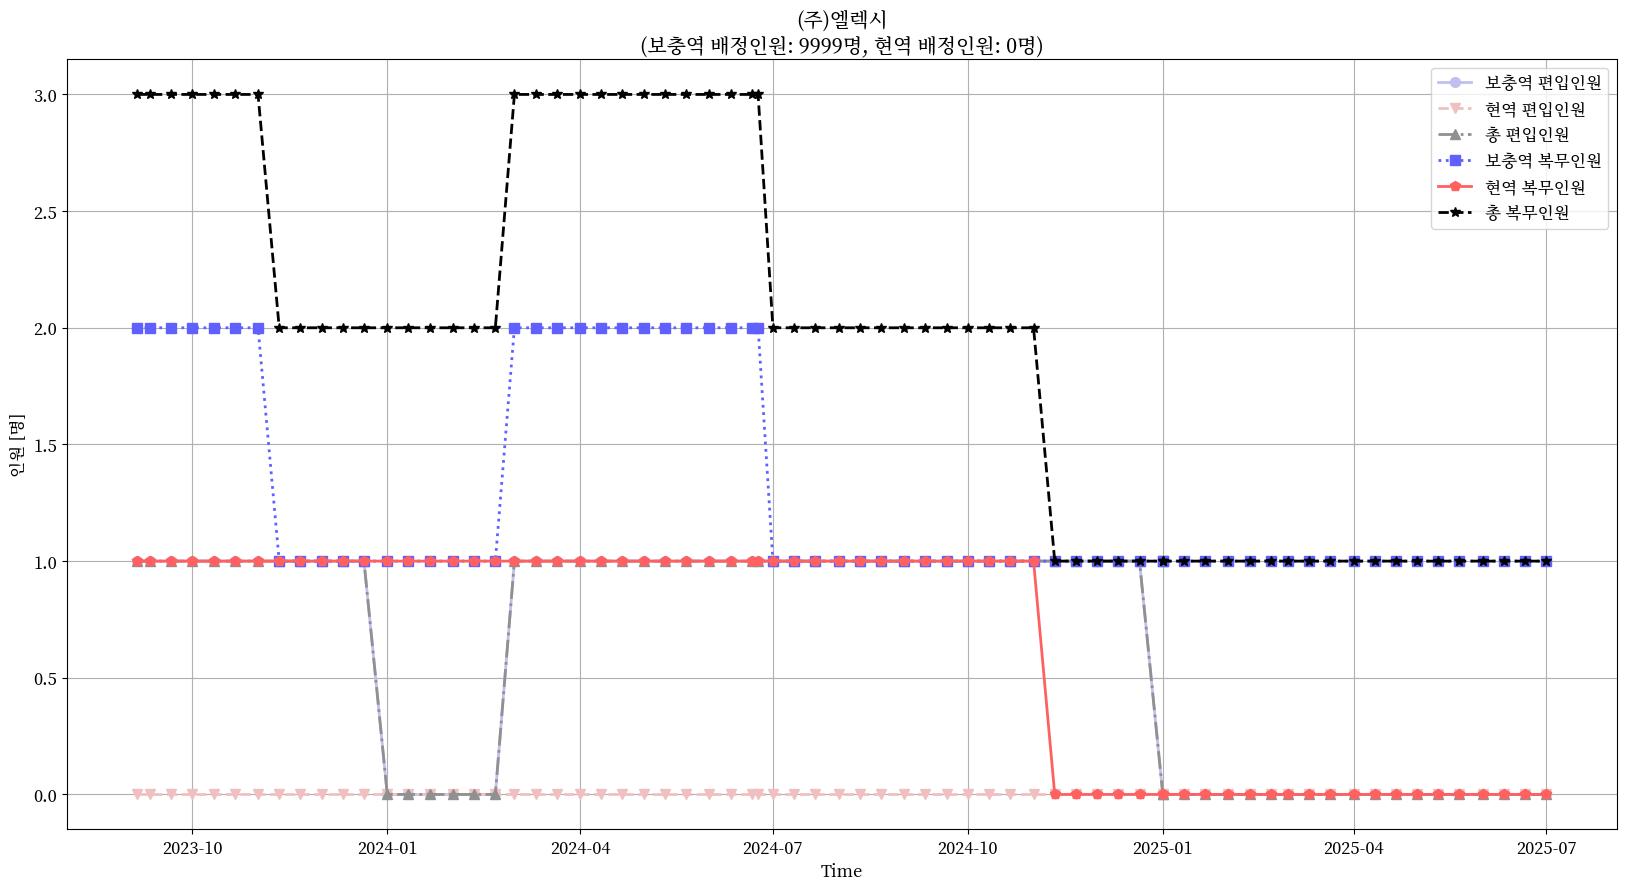 (주)엘렉시
(보충역 배정인원: 9999명, 현역 배정인원: 0명)
보충역 편입인원
현역 편입인원
총 편입인원
보충역 복무인원
현역 복무인원
총 복무인원
인원 [명]
3.0
2.5
2.0
1.5
1.0
0.5
0.0
2023-10
2024-01
2024-04
2024-07
2024-10
2025-01
2025-04
2025-07
Time